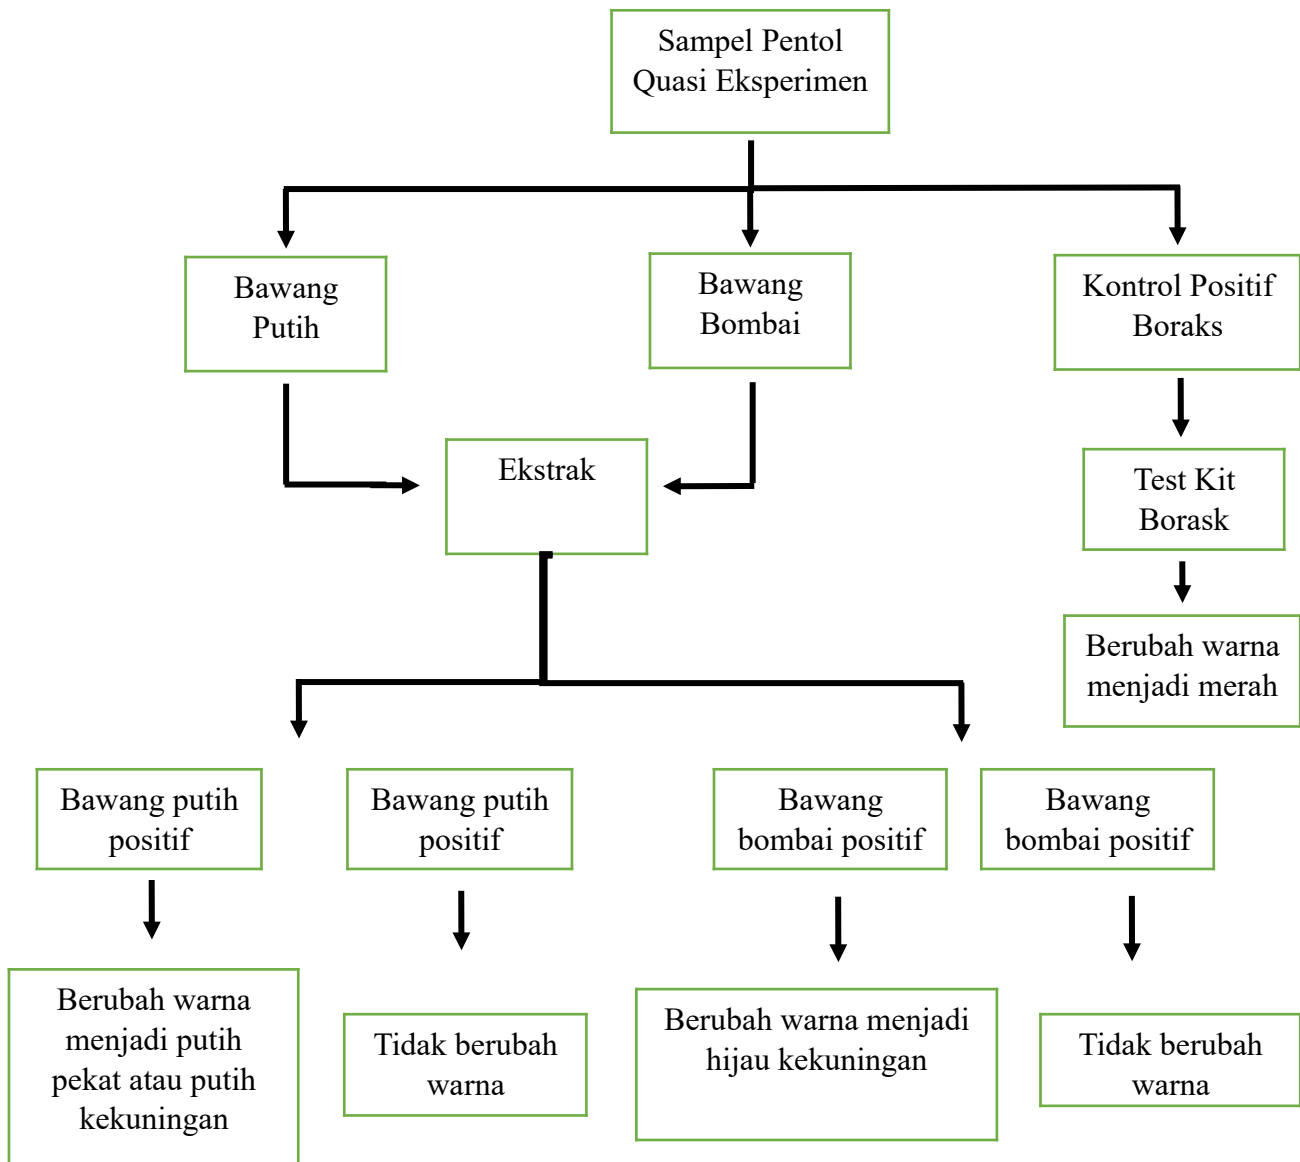 Sampel Pentol
Quasi Eksperimen
Bawang
Putih
Bawang
Bombai
Kontrol Positif
Boraks
Ekstrak
Test Kit
Borask
Berubah warna
menjadi merah
Bawang putih
positif
Bawang putih
positif
Bawang
bombai positif
Bawang
bombai positif
Berubah warna
menjadi putih
pekat atau putih
kekuningan
Tidak berubah
warna
Berubah warna menjadi
hijau kekuningan
Tidak berubah
warna